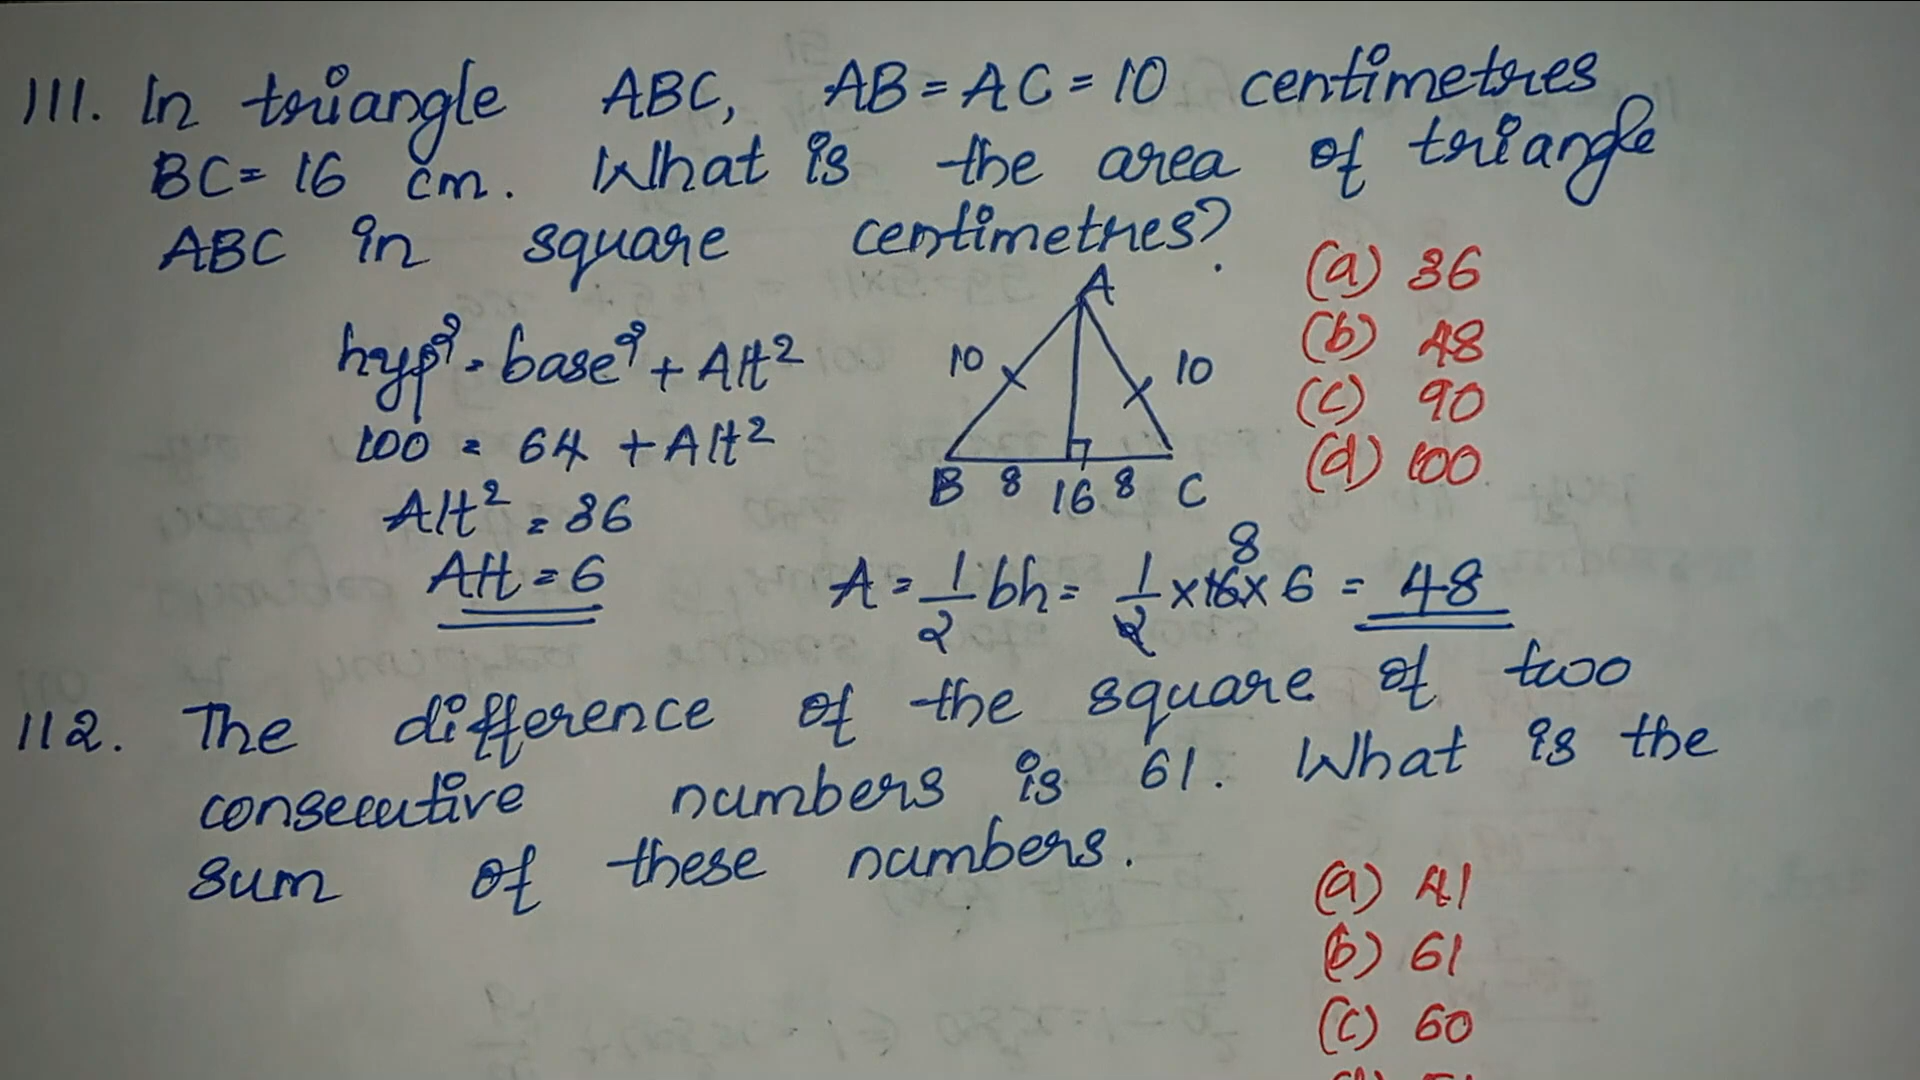 111. In triangle ABC, AB = AC = 10 centimetres
BC = 16 cm. What is the area of triangle
ABC in square centimetres?
(a) 36
(b) 48
(c) 90
(d) 100
A
10 10
B 8 16 8 C
hyp² = base² + Alt²
100 = 64 + Alt²
Alt² = 36
Alt = 6
A = 1/2 bh = 1/2 × 16 × 6 = 48
8
112. The difference of the square of two
consecutive numbers is 61. What is the
sum of these numbers.
(a) 41
(b) 61
(c) 60